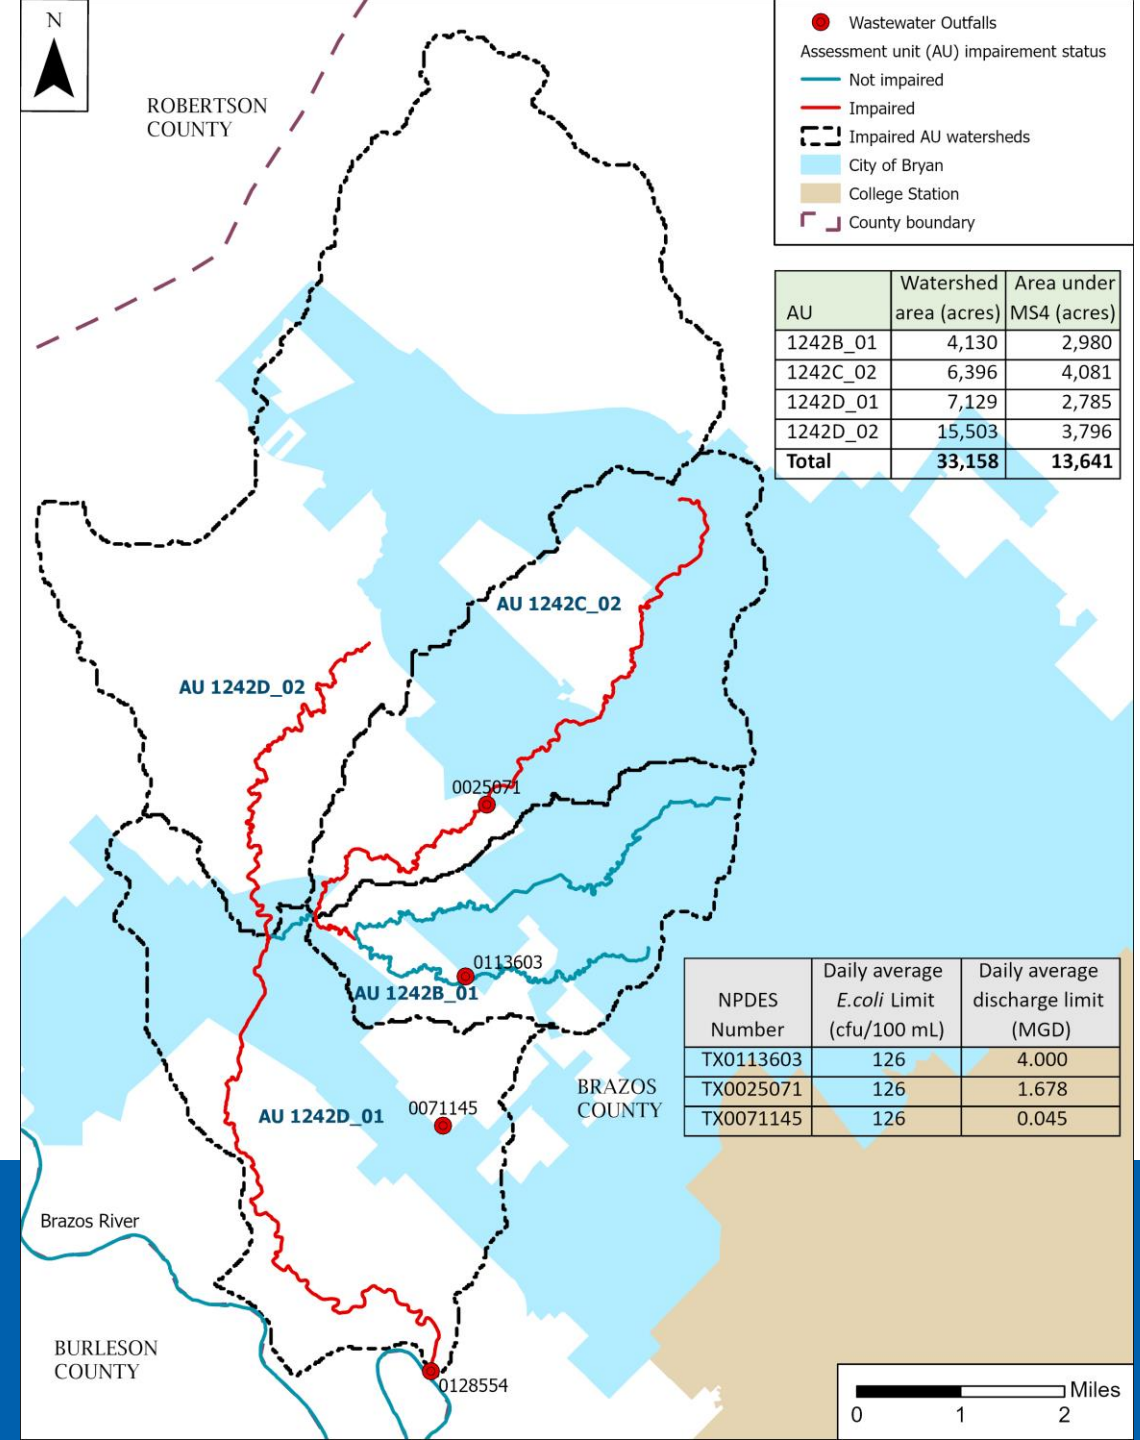 N
ROBERTSON
COUNTY
Wastewater Outfalls
Assessment unit (AU) impairement status
Not impaired
Impaired
Impaired AU watersheds
City of Bryan
College Station
County boundary
AU Watershed area (acres) Area under MS4 (acres)
1242B_01 4,130 2,980
1242C_02 6,396 4,081
1242D_01 7,129 2,785
1242D_02 15,503 3,796
Total 33,158 13,641
AU 1242C_02
AU 1242D_02
0025071
0113603
AU 1242B_01
NPDES Number Daily average E.coli Limit (cfu/100 mL) Daily average discharge limit (MGD)
TX0113603 126 4.000
TX0025071 126 1.678
TX0071145 126 0.045
BRAZOS
COUNTY
AU 1242D_01
0071145
Brazos River
BURLESON
COUNTY
0128554
Miles
0 1 2